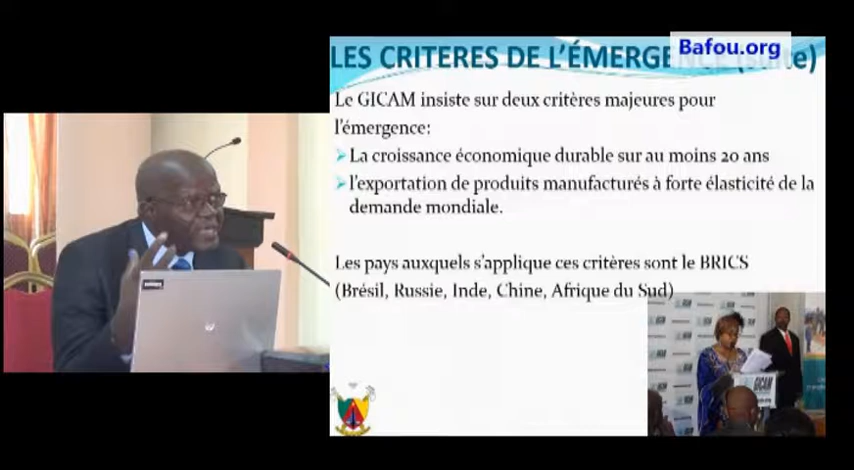 Bafou.org
LES CRITERES DE L'ÉMERGENCE (suite)
Le GICAM insiste sur deux critères majeures pour
l'émergence:
La croissance économique durable sur au moins 20 ans
l'exportation de produits manufacturés à forte élasticité de la
demande mondiale.
Les pays auxquels s'applique ces critères sont le BRICS
(Brésil, Russie, Inde, Chine, Afrique du Sud)
GICAM